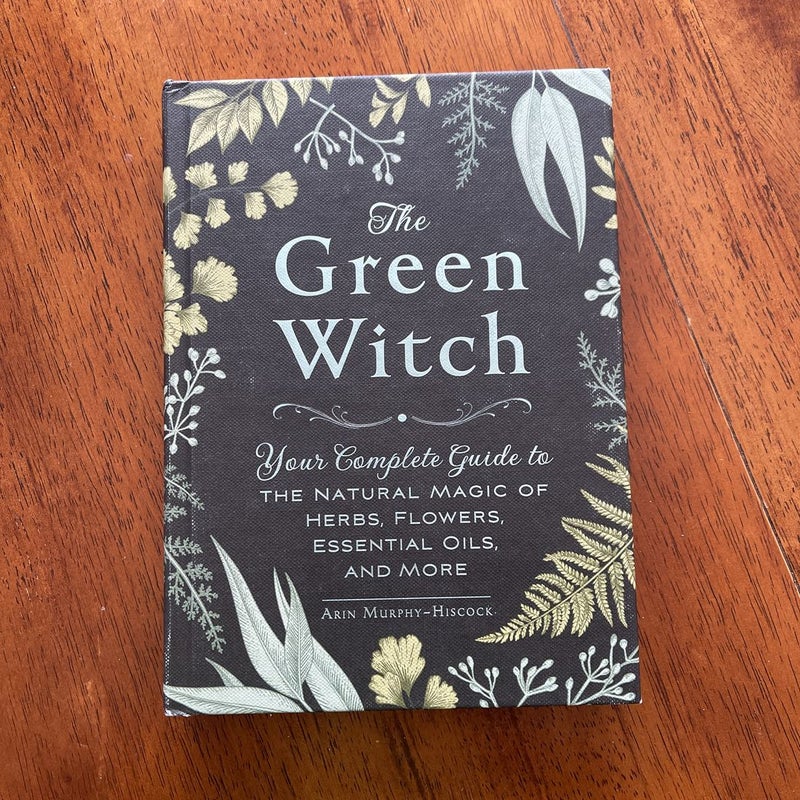 The
Green
Witch
Your Complete Guide to
THE NATURAL MAGIC OF
HERBS, FLOWERS,
ESSENTIAL OILS,
AND MORE
ARIN MURPHY-HISCOCK